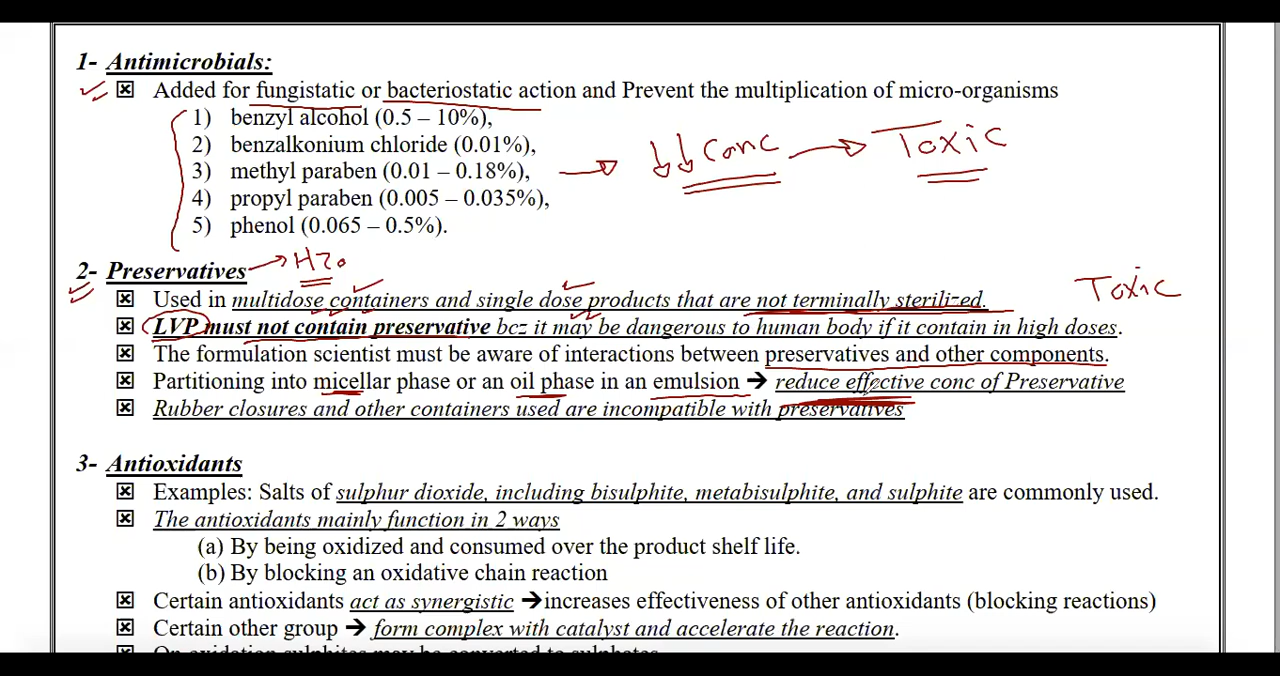 1- Antimicrobials:
☒ Added for fungistatic or bacteriostatic action and Prevent the multiplication of micro-organisms
1) benzyl alcohol (0.5 – 10%),
2) benzalkonium chloride (0.01%),
3) methyl paraben (0.01 – 0.18%), → ↓↓ Conc → Toxic
4) propyl paraben (0.005 – 0.035%),
5) phenol (0.065 – 0.5%).
2- Preservatives → H2o
☒ Used in multidose containers and single dose products that are not terminally sterilized. Toxic
☒ LVP must not contain preservative bcz it may be dangerous to human body if it contain in high doses.
☒ The formulation scientist must be aware of interactions between preservatives and other components.
☒ Partitioning into micellar phase or an oil phase in an emulsion ➔ reduce effective conc of Preservative
☒ Rubber closures and other containers used are incompatible with preservatives
3- Antioxidants
☒ Examples: Salts of sulphur dioxide, including bisulphite, metabisulphite, and sulphite are commonly used.
☒ The antioxidants mainly function in 2 ways
(a) By being oxidized and consumed over the product shelf life.
(b) By blocking an oxidative chain reaction
☒ Certain antioxidants act as synergistic ➔increases effectiveness of other antioxidants (blocking reactions)
☒ Certain other group ➔ form complex with catalyst and accelerate the reaction.
☒ On oxidation sulphites may be converted to sulphates